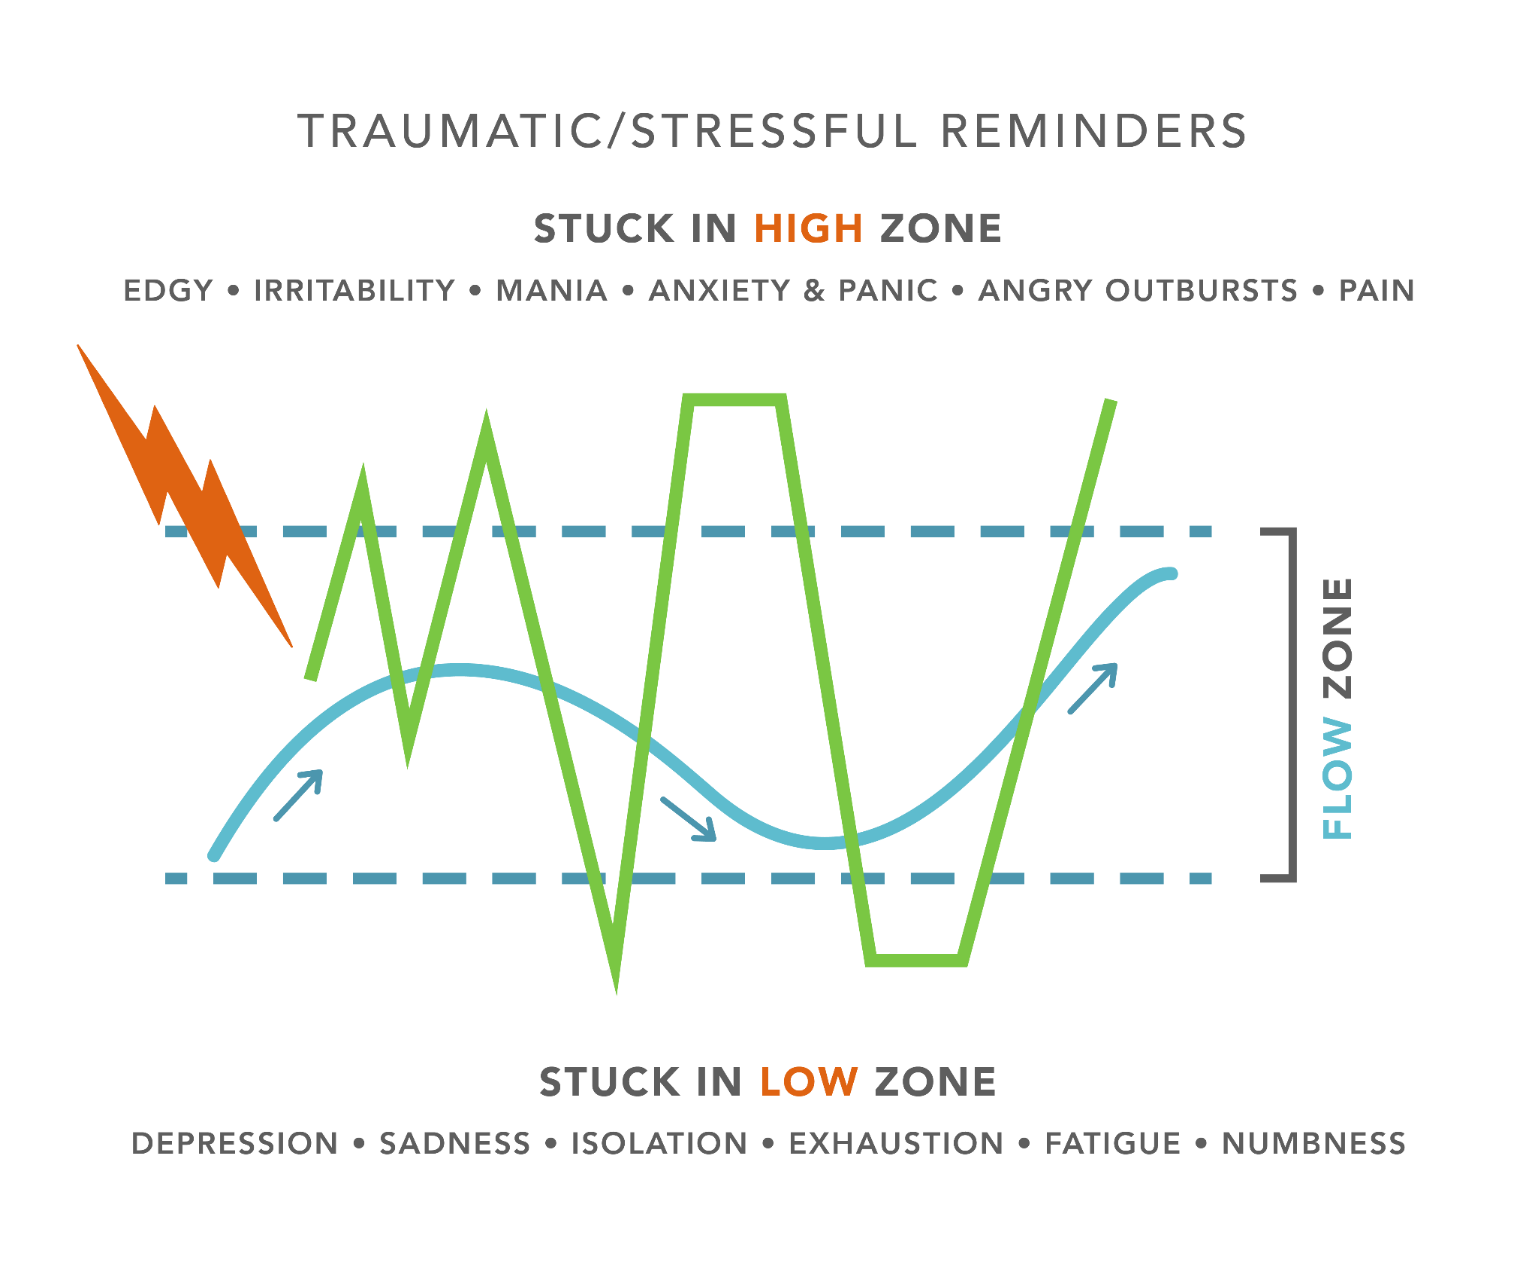 TRAUMATIC/STRESSFUL REMINDERS
STUCK IN HIGH ZONE
EDGY • IRRITABILITY • MANIA • ANXIETY & PANIC • ANGRY OUTBURSTS • PAIN
FLOW ZONE
STUCK IN LOW ZONE
DEPRESSION • SADNESS • ISOLATION • EXHAUSTION • FATIGUE • NUMBNESS